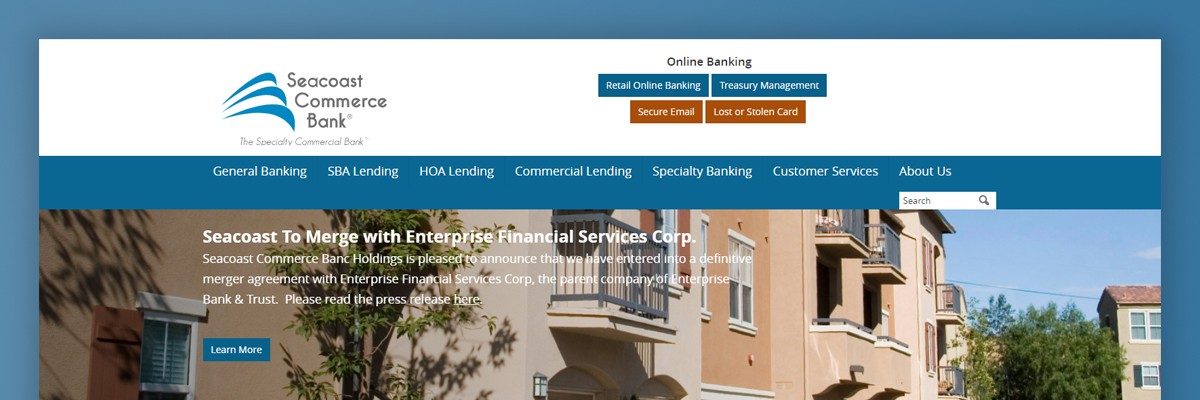 Online Banking
Seacoast
Commerce
Bank®
The Specialty Commercial Bank™
Retail Online Banking
Treasury Management
Secure Email
Lost or Stolen Card
General Banking
SBA Lending
HOA Lending
Commercial Lending
Specialty Banking
Customer Services
About Us
Search
Seacoast To Merge with Enterprise Financial Services Corp.
Seacoast Commerce Banc Holdings is pleased to announce that we have entered into a definitive
merger agreement with Enterprise Financial Services Corp, the parent company of Enterprise
Bank & Trust.  Please read the press release here.
Learn More